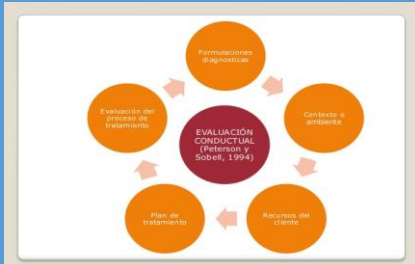 Formulaciones
diagnosticas
Contexto o
ambiente
Recursos del
cliente
Plan de
tratamiento
Evaluación del
proceso de
tratamiento
EVALUACIÓN
CONDUCTUAL
(Peterson y
Sobell, 1994)